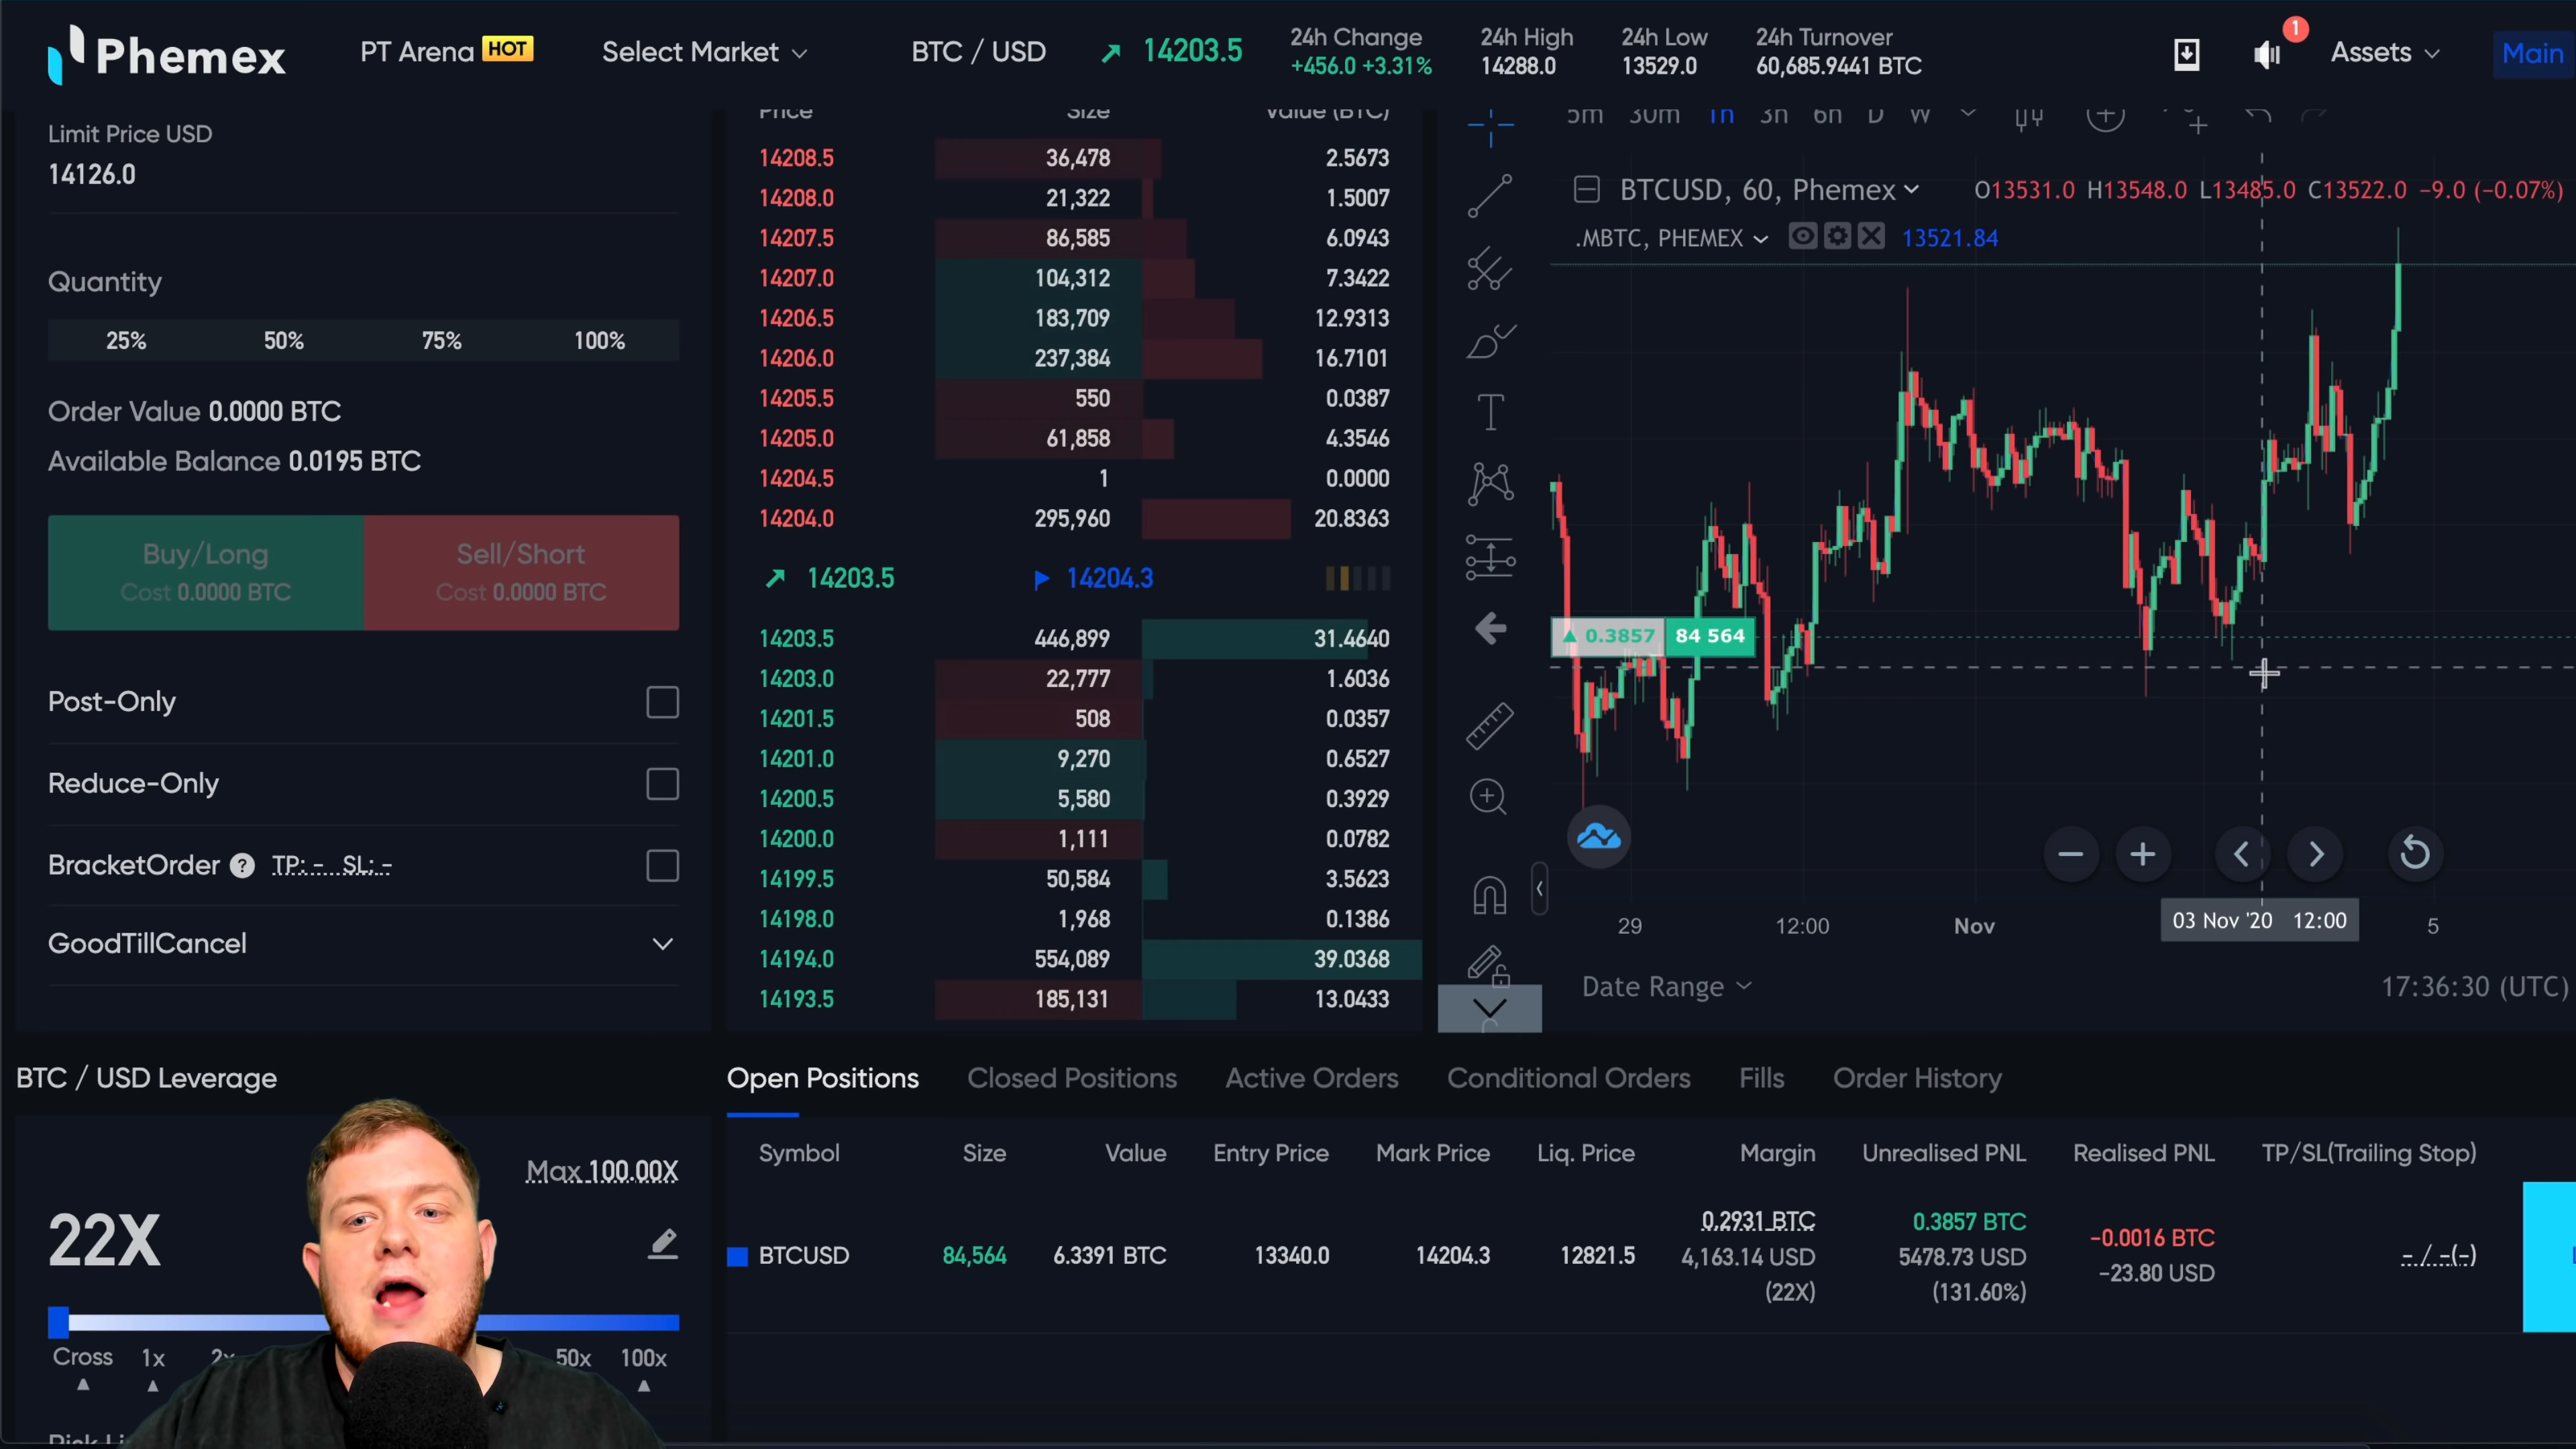 Phemex PT Arena HOT Select Market BTC / USD 14203.5 24h Change 24h High 24h Low 24h Turnover Assets Main
+456.0 +3.31% 14288.0 13529.0 60,685.9441 BTC 1
Limit Price USD
14126.0
Quantity
25% 50% 75% 100%
Order Value 0.0000 BTC
Available Balance 0.0195 BTC
Buy/Long Sell/Short
Cost 0.0000 BTC Cost 0.0000 BTC
Post-Only
Reduce-Only
BracketOrder ? TP: - SL: -
GoodTillCancel
Price Size Value (BTC)
14208.5 36,478 2.5673
14208.0 21,322 1.5007
14207.5 86,585 6.0943
14207.0 104,312 7.3422
14206.5 183,709 12.9313
14206.0 237,384 16.7101
14205.5 550 0.0387
14205.0 61,858 4.3546
14204.5 1 0.0000
14204.0 295,960 20.8363
14203.5 14204.3
14203.5 446,899 31.4640
14203.0 22,777 1.6036
14201.5 508 0.0357
14201.0 9,270 0.6527
14200.5 5,580 0.3929
14200.0 1,111 0.0782
14199.5 50,584 3.5623
14198.0 1,968 0.1386
14194.0 554,089 39.0368
14193.5 185,131 13.0433
5m 30m 1h 3h 6h D W
BTCUSD, 60, Phemex O13531.0 H13548.0 L13485.0 C13522.0 −9.0 (−0.07%)
.MBTC, PHEMEX 13521.84
0.3857 84 564
29 12:00 Nov 03 Nov '20 12:00 5
Date Range 17:36:30 (UTC)
BTC / USD Leverage
Max 100.00X
22X
Cross 1x 2x 50x 100x
Open Positions Closed Positions Active Orders Conditional Orders Fills Order History
Symbol Size Value Entry Price Mark Price Liq. Price Margin Unrealised PNL Realised PNL TP/SL(Trailing Stop)
BTCUSD 84,564 6.3391 BTC 13340.0 14204.3 12821.5
0.2931 BTC
4,163.14 USD
(22X)
0.3857 BTC
5478.73 USD
(131.60%)
-0.0016 BTC
-23.80 USD
- / -(-)